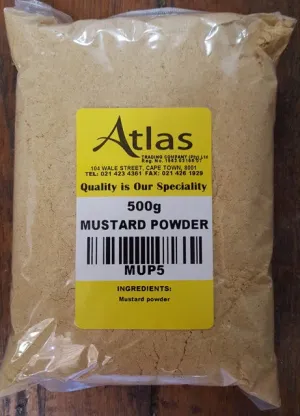 Atlas
TRADING COMPANY (Pty) Ltd
104 WALE STREET, CAPE TOWN, 8001
TEL: 021 423 4361 FAX: 021 426 1929
Quality is Our Speciality
500g
MUSTARD POWDER
MUP5
INGREDIENTS:
Mustard powder